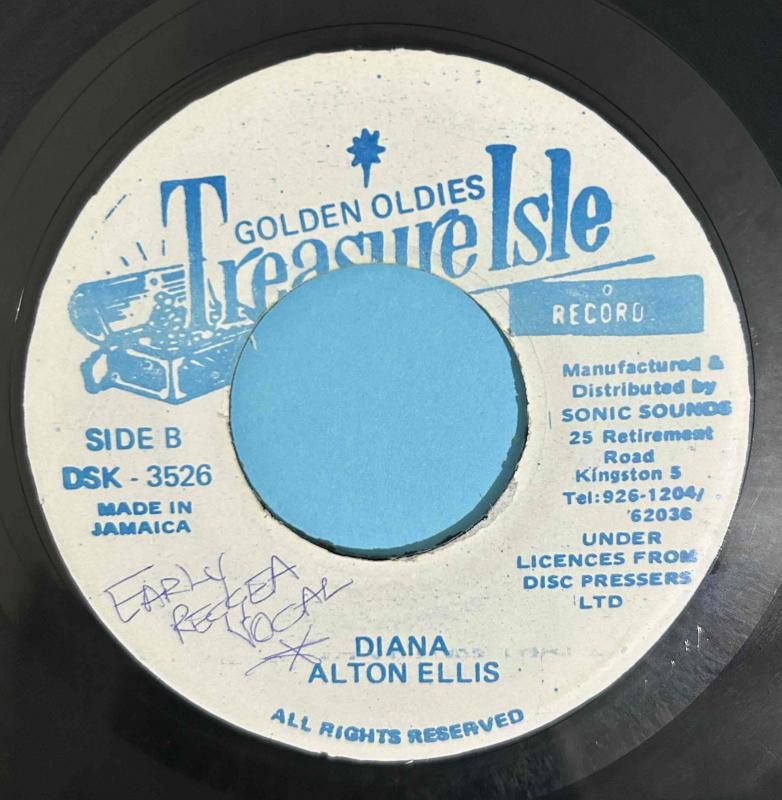 GOLDEN OLDIES
Treasure Isle
RECORD
Manufactured &
Distributed by
SONIC SOUNDS
25 Retirement
Road
Kingston 5
Tel:926-1204/
62036
UNDER
LICENCES FROM
DISC PRESSERS
LTD
SIDE B
DSK - 3526
MADE IN
JAMAICA
EARLY
REGGEA
VOCAL
DIANA
ALTON ELLIS
ALL RIGHTS RESERVED